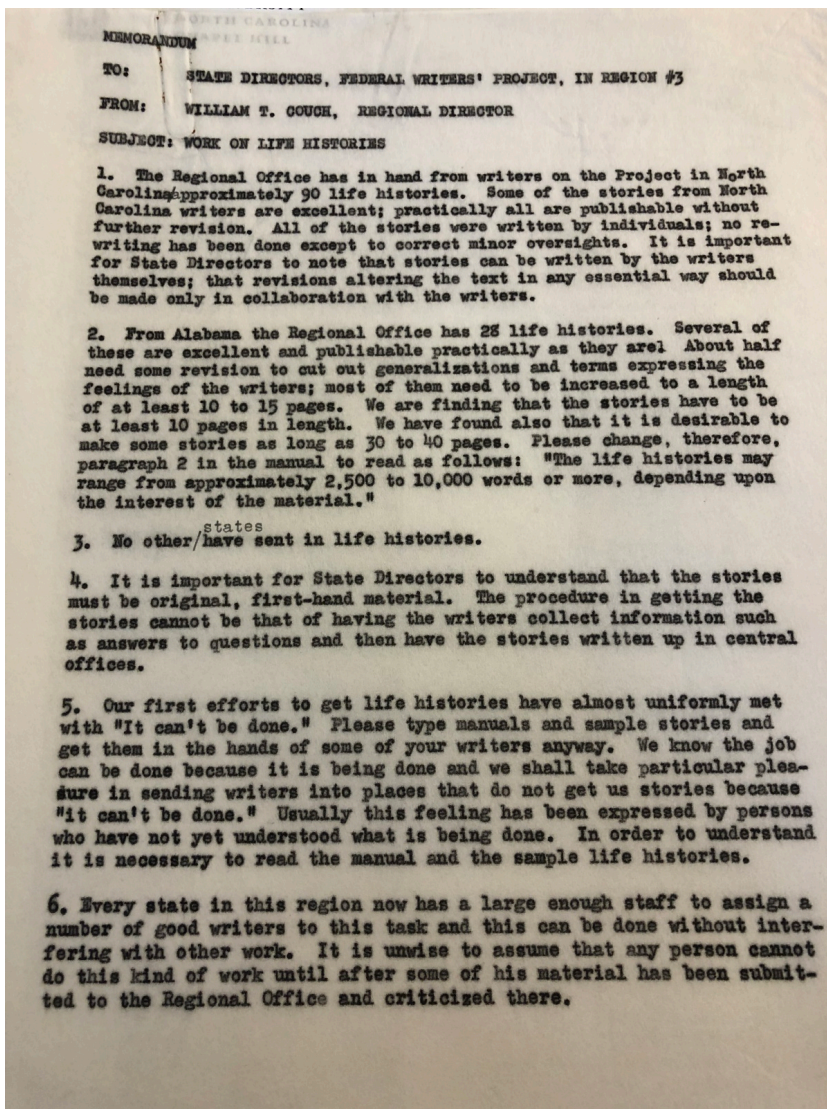 NORTH CAROLINA
HILL
MEMORANDUM
TO: STATE DIRECTORS, FEDERAL WRITERS' PROJECT, IN REGION #3
FROM: WILLIAM T. COUCH, REGIONAL DIRECTOR
SUBJECT: WORK ON LIFE HISTORIES
1. The Regional Office has in hand from writers on the Project in North
Carolina/approximately 90 life histories. Some of the stories from North
Carolina writers are excellent; practically all are publishable without
further revision. All of the stories were written by individuals; no re-
writing has been done except to correct minor oversights. It is important
for State Directors to note that stories can be written by the writers
themselves; that revisions altering the text in any essential way should
be made only in collaboration with the writers.
2. From Alabama the Regional Office has 28 life histories. Several of
these are excellent and publishable practically as they are. About half
need some revision to cut out generalizations and terms expressing the
feelings of the writers; most of them need to be increased to a length
of at least 10 to 15 pages. We are finding that the stories have to be
at least 10 pages in length. We have found also that it is desirable to
make some stories as long as 30 to 40 pages. Please change, therefore,
paragraph 2 in the manual to read as follows: "The life histories may
range from approximately 2,500 to 10,000 words or more, depending upon
the interest of the material."
states
3. No other/have sent in life histories.
4. It is important for State Directors to understand that the stories
must be original, first-hand material. The procedure in getting the
stories cannot be that of having the writers collect information such
as answers to questions and then have the stories written up in central
offices.
5. Our first efforts to get life histories have almost uniformly met
with "It can't be done." Please type manuals and sample stories and
get them in the hands of some of your writers anyway. We know the job
can be done because it is being done and we shall take particular plea-
sure in sending writers into places that do not get us stories because
"it can't be done." Usually this feeling has been expressed by persons
who have not yet understood what is being done. In order to understand
it is necessary to read the manual and the sample life histories.
6. Every state in this region now has a large enough staff to assign a
number of good writers to this task and this can be done without inter-
fering with other work. It is unwise to assume that any person cannot
do this kind of work until after some of his material has been submit-
ted to the Regional Office and criticized there.